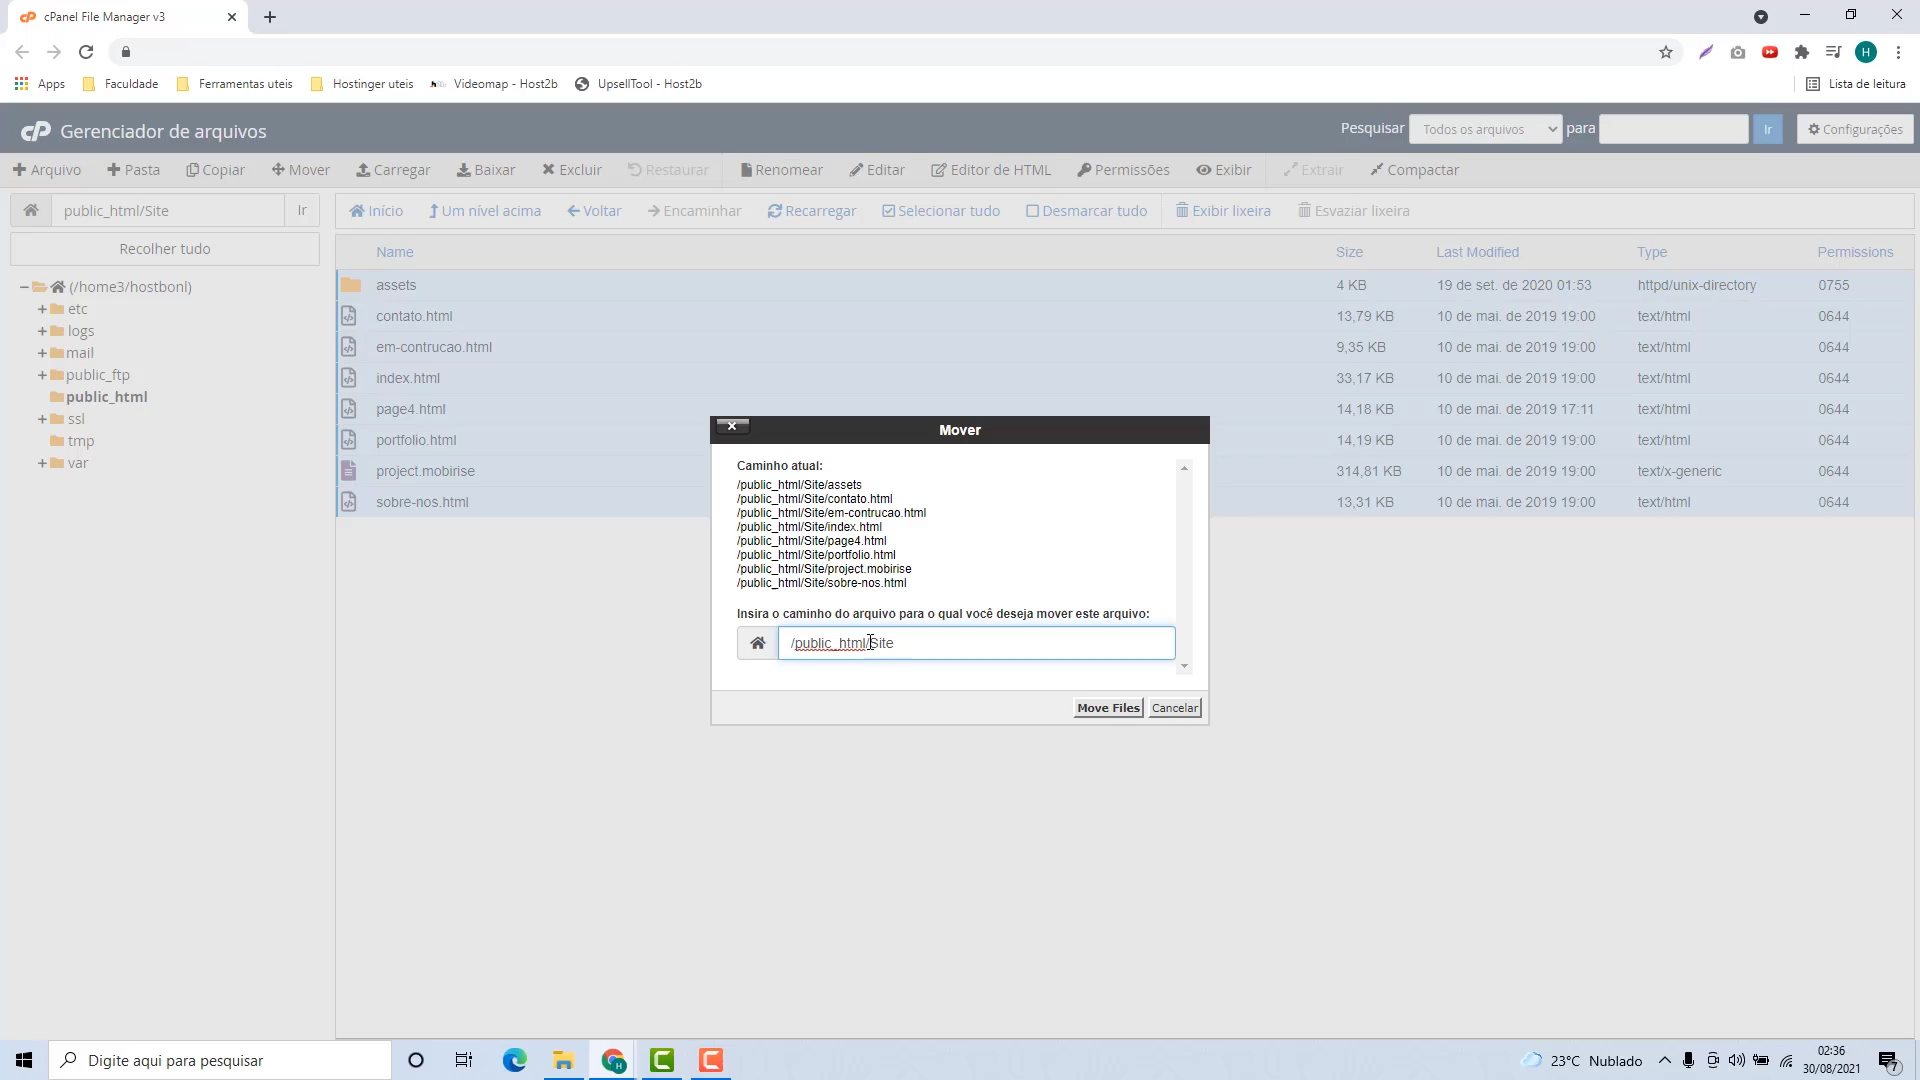 cPanel File Manager v3
Apps Faculdade Ferramentas uteis Hostinger uteis Videomap - Host2b UpsellTool - Host2b Lista de leitura
cP Gerenciador de arquivos Pesquisar Todos os arquivos para Ir Configurações
Arquivo Pasta Copiar Mover Carregar Baixar Excluir Restaurar Renomear Editar Editor de HTML Permissões Exibir Extrair Compactar
public_html/Site Ir Início Um nível acima Voltar Encaminhar Recarregar Selecionar tudo Desmarcar tudo Exibir lixeira Esvaziar lixeira
Recolher tudo
Name Size Last Modified Type Permissions
(/home3/hostbonl)
etc
logs
mail
public_ftp
public_html
ssl
tmp
var
assets 4 KB 19 de set. de 2020 01:53 httpd/unix-directory 0755
contato.html 13,79 KB 10 de mai. de 2019 19:00 text/html 0644
em-contrucao.html 9,35 KB 10 de mai. de 2019 19:00 text/html 0644
index.html 33,17 KB 10 de mai. de 2019 19:00 text/html 0644
page4.html 14,18 KB 10 de mai. de 2019 17:11 text/html 0644
portfolio.html 14,19 KB 10 de mai. de 2019 19:00 text/html 0644
project.mobirise 314,81 KB 10 de mai. de 2019 19:00 text/x-generic 0644
sobre-nos.html 13,31 KB 10 de mai. de 2019 19:00 text/html 0644
Mover
Caminho atual:
/public_html/Site/assets
/public_html/Site/contato.html
/public_html/Site/em-contrucao.html
/public_html/Site/index.html
/public_html/Site/page4.html
/public_html/Site/portfolio.html
/public_html/Site/project.mobirise
/public_html/Site/sobre-nos.html
Insira o caminho do arquivo para o qual você deseja mover este arquivo:
/public_html/Site
Move Files Cancelar
Digite aqui para pesquisar
23°C Nublado
02:36
30/08/2021
7
H